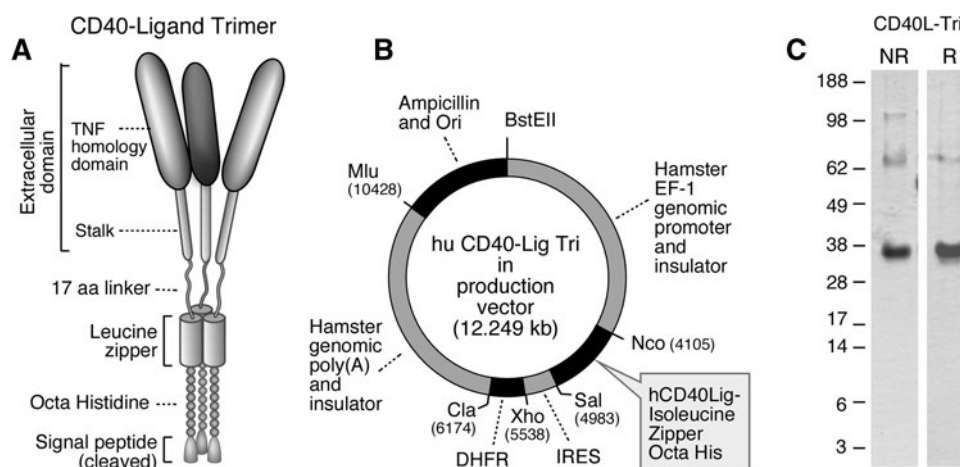 CD40-Ligand Trimer
A
Extracellular
domain
TNF
homology
domain
Stalk
17 aa linker
Leucine
zipper
Octa Histidine
Signal peptide
(cleaved)
B
Ampicillin
and Ori
BstEII
Mlu
(10428)
Hamster
EF-1
genomic
promoter
and
insulator
hu CD40-Lig Tri
in
production
vector
(12.249 kb)
Nco (4105)
Hamster
genomic
poly(A)
and
insulator
Cla
(6174)
Xho
(5538)
Sal
(4983)
DHFR
IRES
hCD40Lig-
Isoleucine
Zipper
Octa His
CD40L-Tri
C
NR R
188
98
62
49
38
28
17
14
6
3